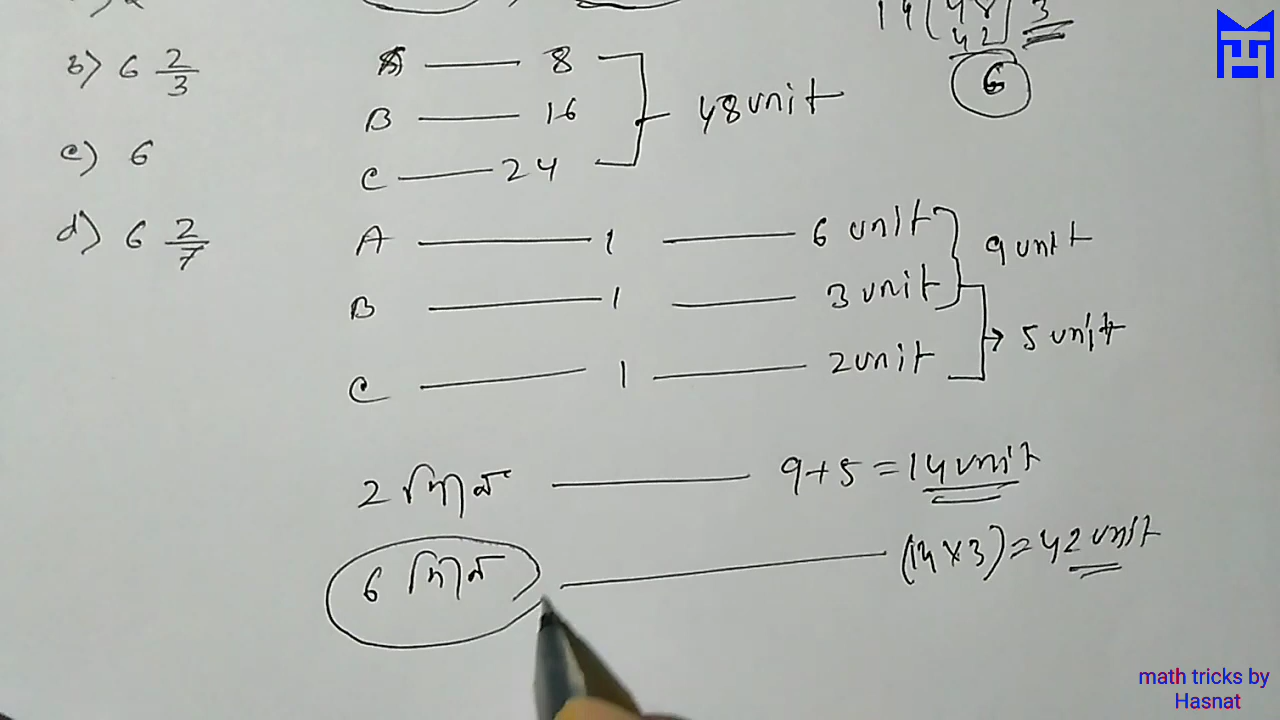 b) 6 2/3
c) 6
d) 6 2/7
A — 8
B — 16
C — 24
48 unit
14 ( 48 ) 3
42
6
A — 1 — 6 unit
B — 1 — 3 unit
C — 1 — 2 unit
9 unit
→ 5 unit
2 দিনে — 9+5 = 14 unit
6 দিনে — (14×3) = 42 unit
math tricks by
Hasnat